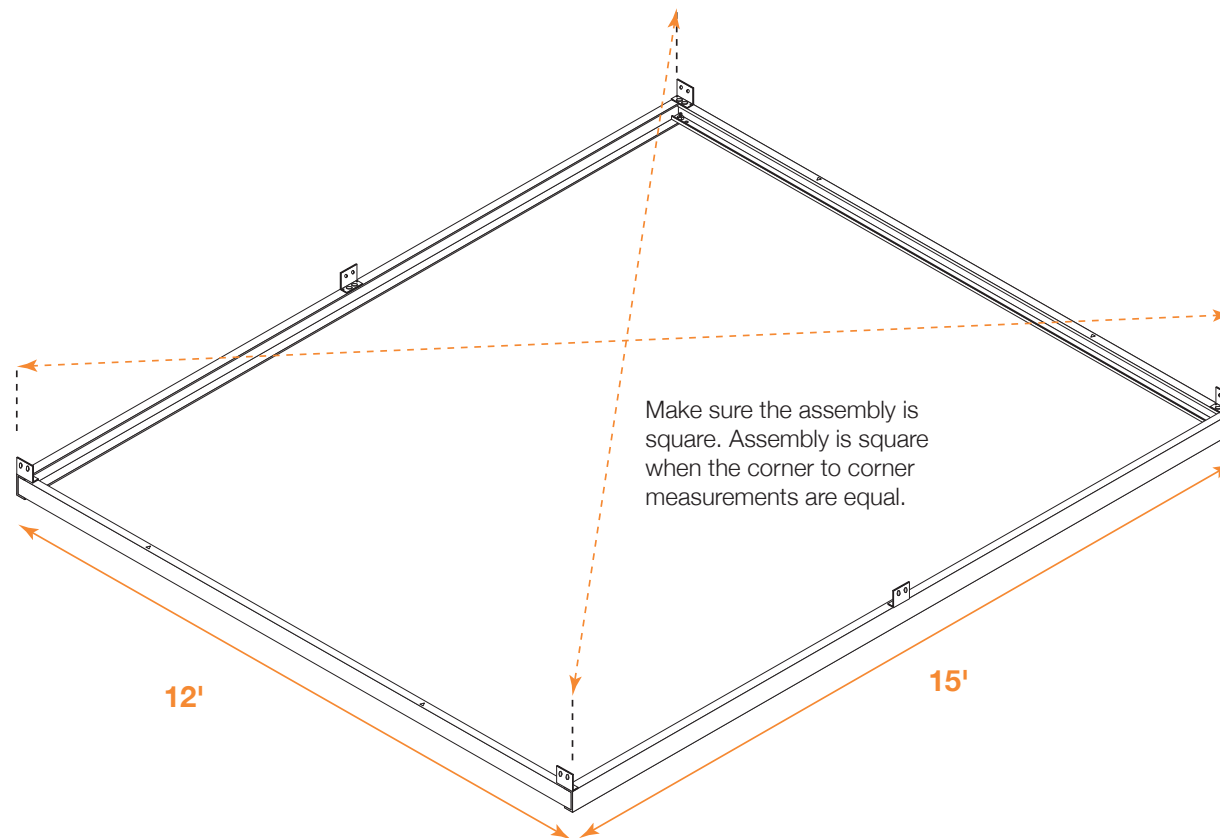 Make sure the assembly is
square. Assembly is square
when the corner to corner
measurements are equal.
12'
15'